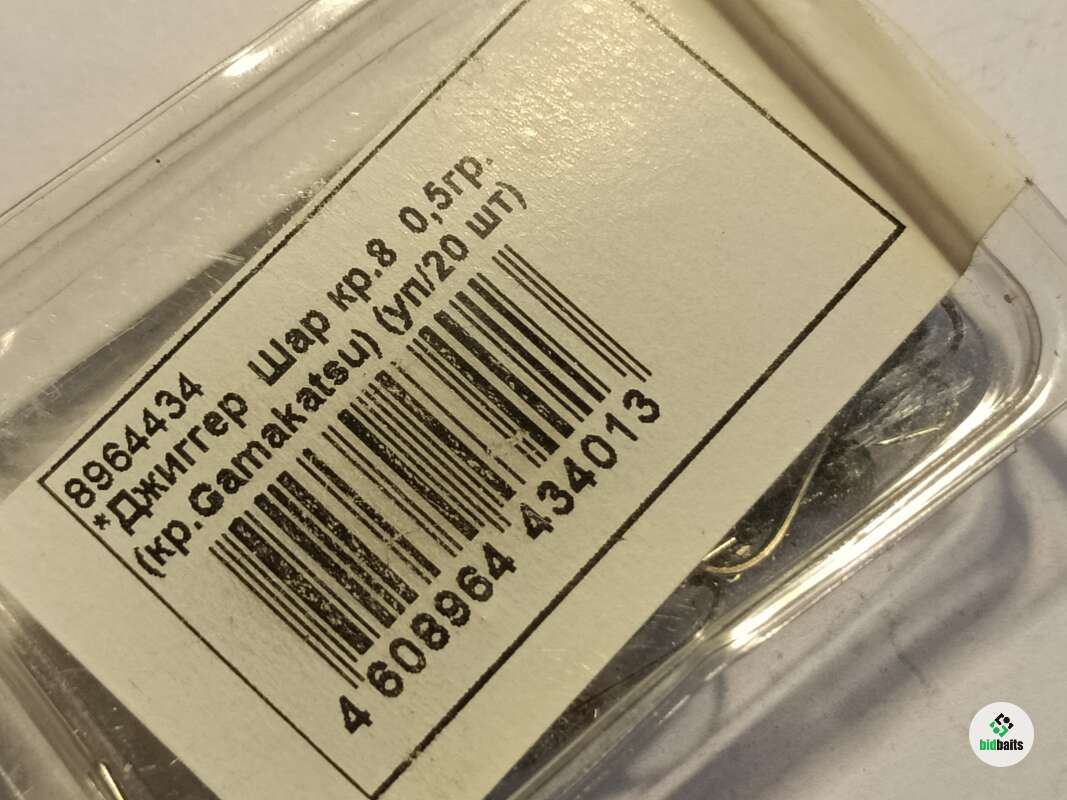 8964434
*Джиггер Шар кр.8 0,5гр.
(кр.Gamakatsu) (уп/20 шт)
4 608964 434013
bidbaits